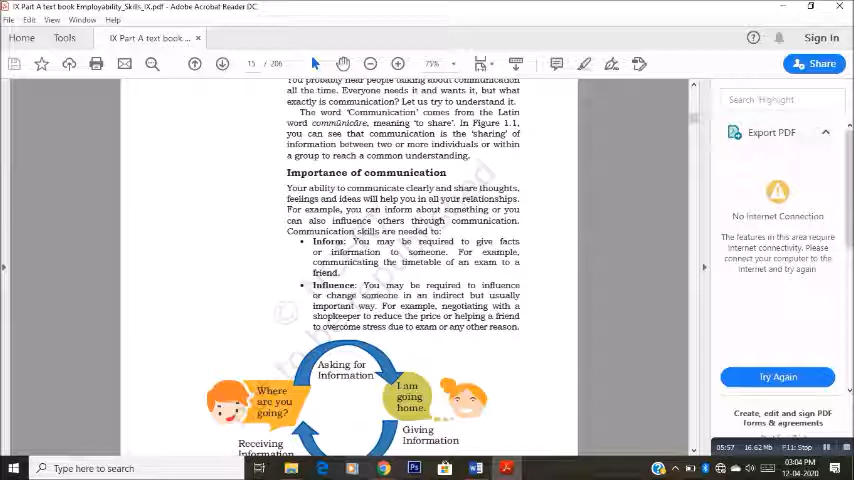 IX Part A text book Employability_Skills_IX.pdf - Adobe Acrobat Reader DC
File Edit View Window Help
Home Tools IX Part A text book ... × Sign In
15 / 206 75% Share
You probably hear people talking about communication
all the time. Everyone needs it and wants it, but what
exactly is communication? Let us try to understand it.
The word 'Communication' comes from the Latin
word commūnicāre, meaning 'to share'. In Figure 1.1,
you can see that communication is the 'sharing' of
information between two or more individuals or within
a group to reach a common understanding.
Importance of communication
Your ability to communicate clearly and share thoughts,
feelings and ideas will help you in all your relationships.
For example, you can inform about something or you
can also influence others through communication.
Communication skills are needed to:
• Inform: You may be required to give facts
or information to someone. For example,
communicating the timetable of an exam to a
friend.
• Influence: You may be required to influence
or change someone in an indirect but usually
important way. For example, negotiating with a
shopkeeper to reduce the price or helping a friend
to overcome stress due to exam or any other reason.
Asking for
Information
Where
are you
going?
I am
going
home.
Giving
Information
Receiving
Information
Search 'Highlight
Export PDF
No Internet Connection
The features in this area require
internet connectivity. Please
connect your computer to the
Internet and try again
Try Again
Create, edit and sign PDF
forms & agreements
05:57 16.62 MB F11: Stop
Type here to search
03:04 PM
12-04-2020